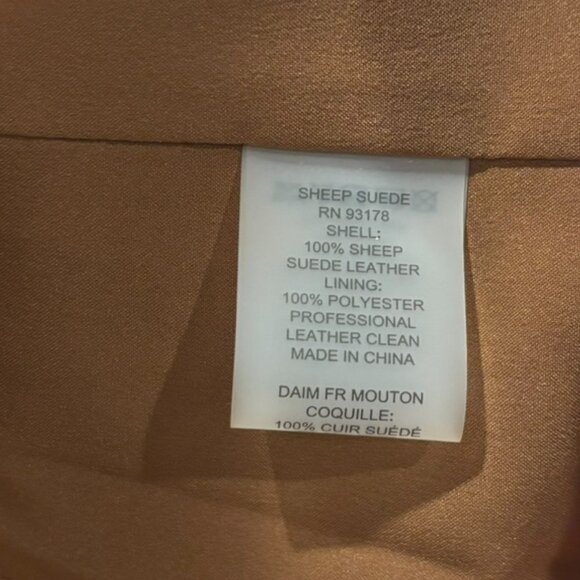 SHEEP SUEDE
RN 93178
SHELL:
100% SHEEP
SUEDE LEATHER
LINING:
100% POLYESTER
PROFESSIONAL
LEATHER CLEAN
MADE IN CHINA
DAIM FR MOUTON
COQUILLE:
100% CUIR SUÉDÉ